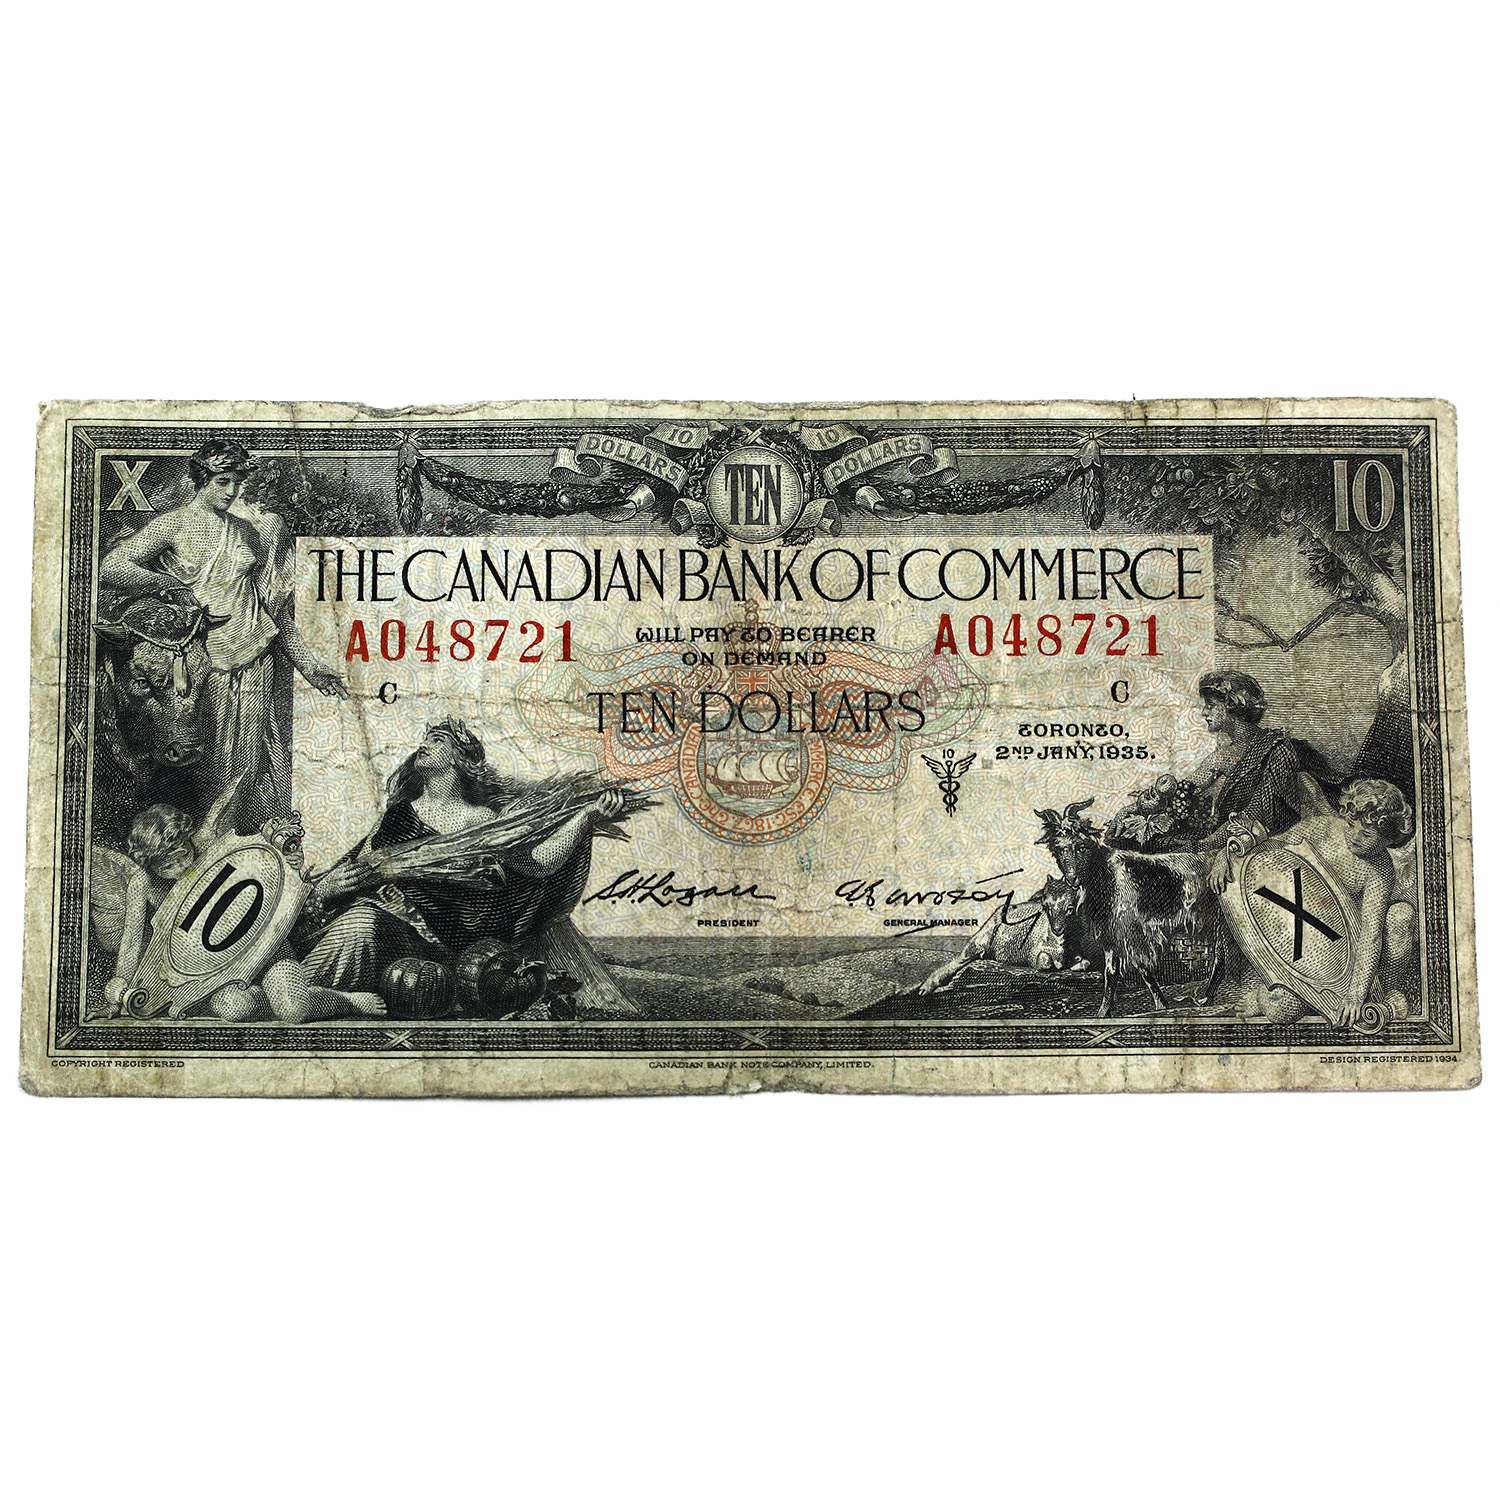 DOLLARS 10 10 DOLLARS
X TEN 10
THE CANADIAN BANK OF COMMERCE
A048721 WILL PAY TO BEARER A048721
ON DEMAND
C TEN DOLLARS C
TORONTO,
2ND JANY, 1935.
10
S.H. Logan
PRESIDENT GENERAL MANAGER
10 X
COPYRIGHT REGISTERED CANADIAN BANK NOTE COMPANY, LIMITED. DESIGN REGISTERED 1934.